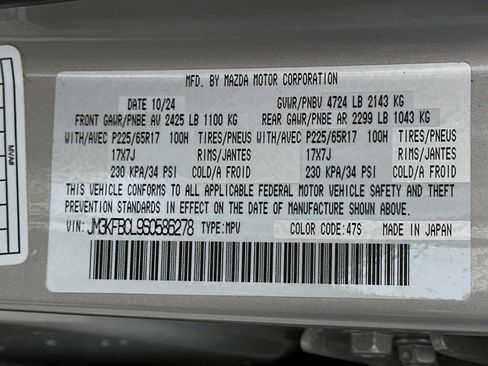 MFD. BY MAZDA MOTOR CORPORATION
DATE 10/24 GVWR/PNBV 4724 LB 2143 KG
FRONT GAWR/PNBE AV 2425 LB 1100 KG REAR GAWR/PNBE AR 2299 LB 1043 KG
WITH/AVEC P225/65R17 100H TIRES/PNEUS WITH/AVEC P225/65R17 100H TIRES/PNEUS
17X7J RIMS/JANTES 17X7J RIMS/JANTES
230 KPA/34 PSI COLD/A FROID 230 KPA/34 PSI COLD/A FROID
THIS VEHICLE CONFORMS TO ALL APPLICABLE FEDERAL MOTOR VEHICLE SAFETY AND THEFT
PREVENTION STANDARDS IN EFFECT ON THE DATE OF MANUFACTURE SHOWN ABOVE.
VIN: JM3KFBCL9S0586278 TYPE:MPV COLOR CODE:47S MADE IN JAPAN
MVAB